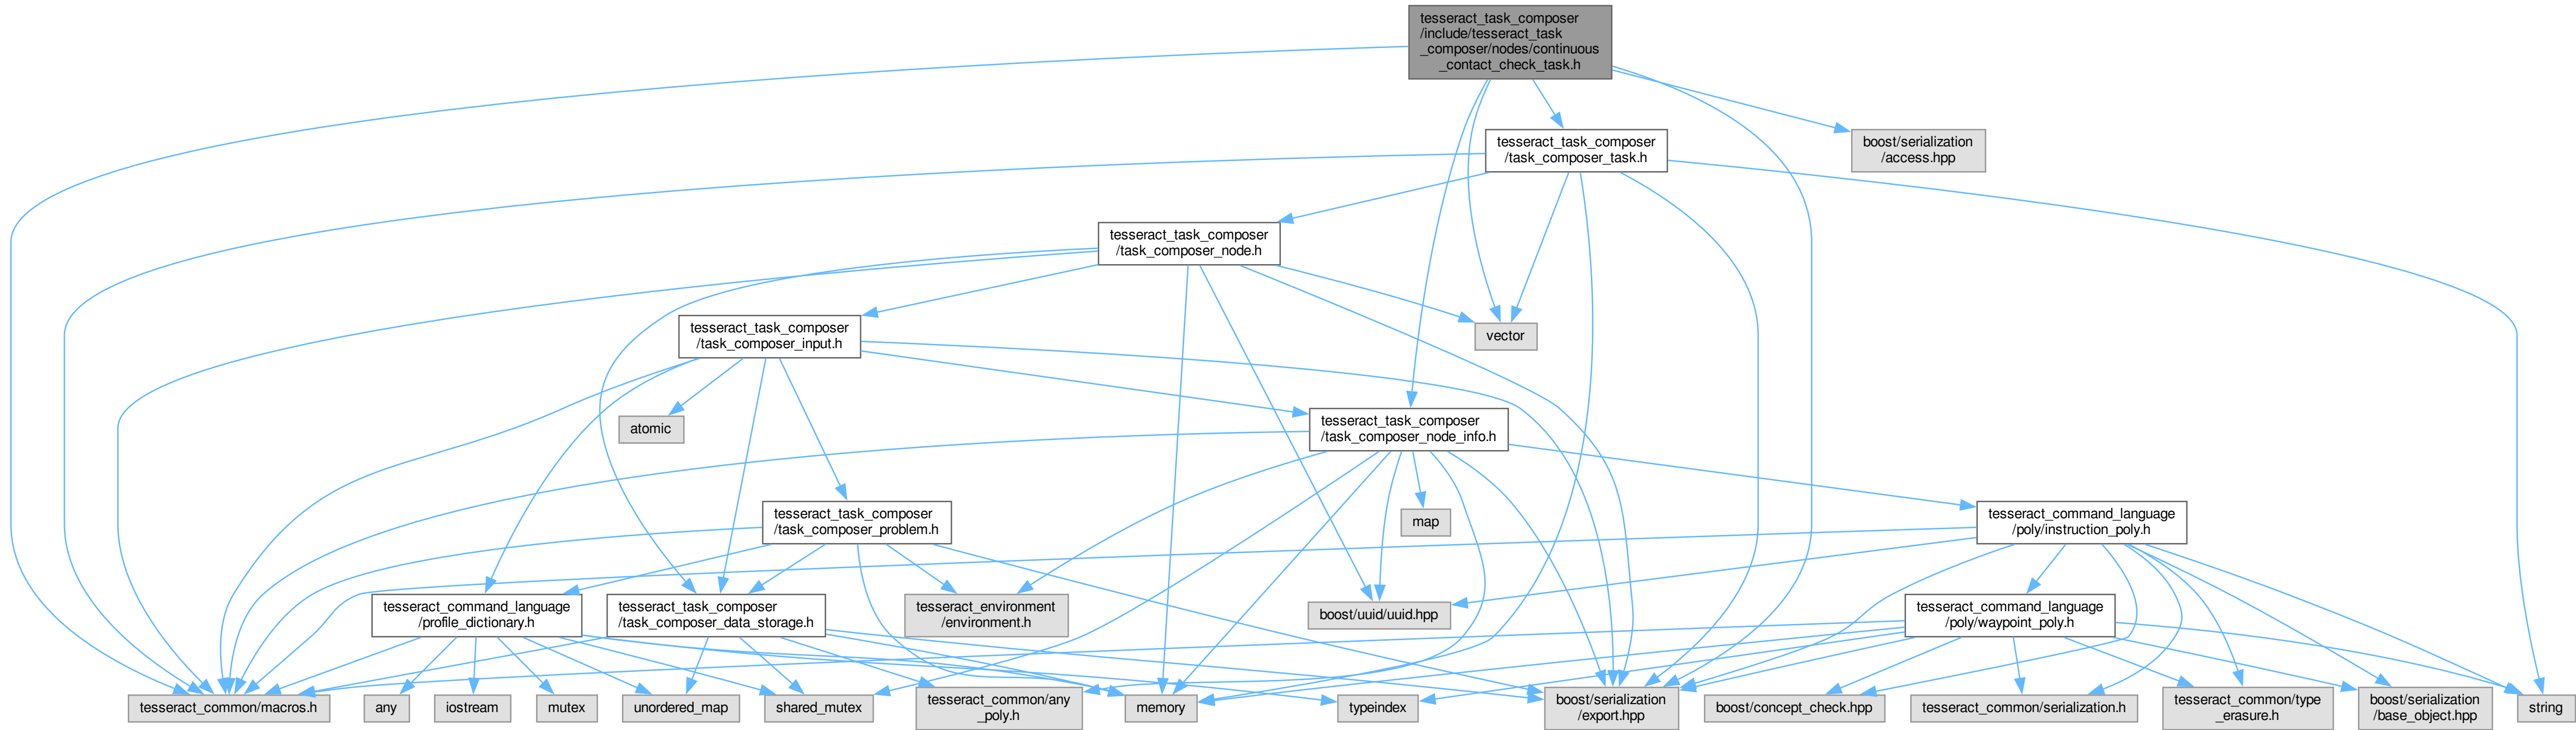 tesseract_task_composer
/include/tesseract_task
_composer/nodes/continuous
_contact_check_task.h
tesseract_task_composer
/task_composer_task.h
boost/serialization
/access.hpp
tesseract_task_composer
/task_composer_node.h
tesseract_task_composer
/task_composer_input.h
vector
atomic
tesseract_task_composer
/task_composer_node_info.h
tesseract_task_composer
/task_composer_problem.h
map
tesseract_command_language
/poly/instruction_poly.h
tesseract_command_language
/profile_dictionary.h
tesseract_task_composer
/task_composer_data_storage.h
tesseract_environment
/environment.h
boost/uuid/uuid.hpp
tesseract_command_language
/poly/waypoint_poly.h
tesseract_common/macros.h
any
iostream
mutex
unordered_map
shared_mutex
tesseract_common/any
_poly.h
memory
typeindex
boost/serialization
/export.hpp
boost/concept_check.hpp
tesseract_common/serialization.h
tesseract_common/type
_erasure.h
boost/serialization
/base_object.hpp
string